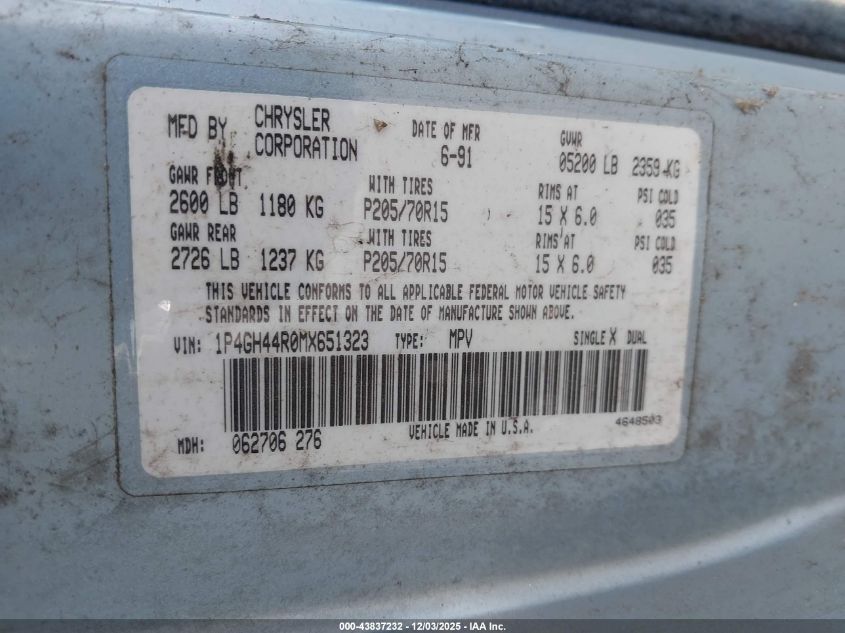 MFD BY CHRYSLER CORPORATION DATE OF MFR 6-91 GVWR 05200 LB 2359 KG
GAWR FRONT WITH TIRES RIMS AT PSI COLD
2600 LB 1180 KG P205/70R15 15 X 6.0 035
GAWR REAR WITH TIRES RIMS AT PSI COLD
2726 LB 1237 KG P205/70R15 15 X 6.0 035
THIS VEHICLE CONFORMS TO ALL APPLICABLE FEDERAL MOTOR VEHICLE SAFETY
STANDARDS IN EFFECT ON THE DATE OF MANUFACTURE SHOWN ABOVE.
VIN: 1P4GH44R0MX651323 TYPE: MPV SINGLE X DUAL
MDH: 062706 276 VEHICLE MADE IN U.S.A. 4648503
000-43837232 - 12/03/2025 - IAA Inc.